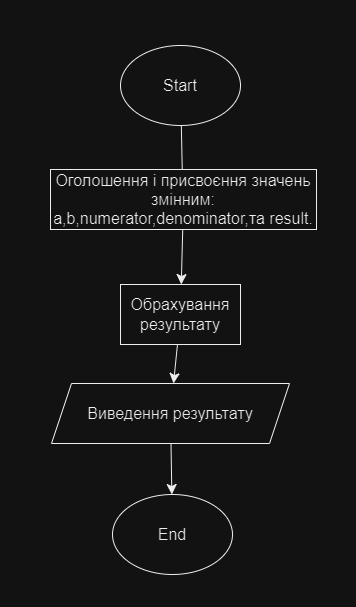 Start
Оголошення і присвоєння значень
змінним:
a,b,numerator,denominator,та result.
Обрахування
результату
Виведення результату
End